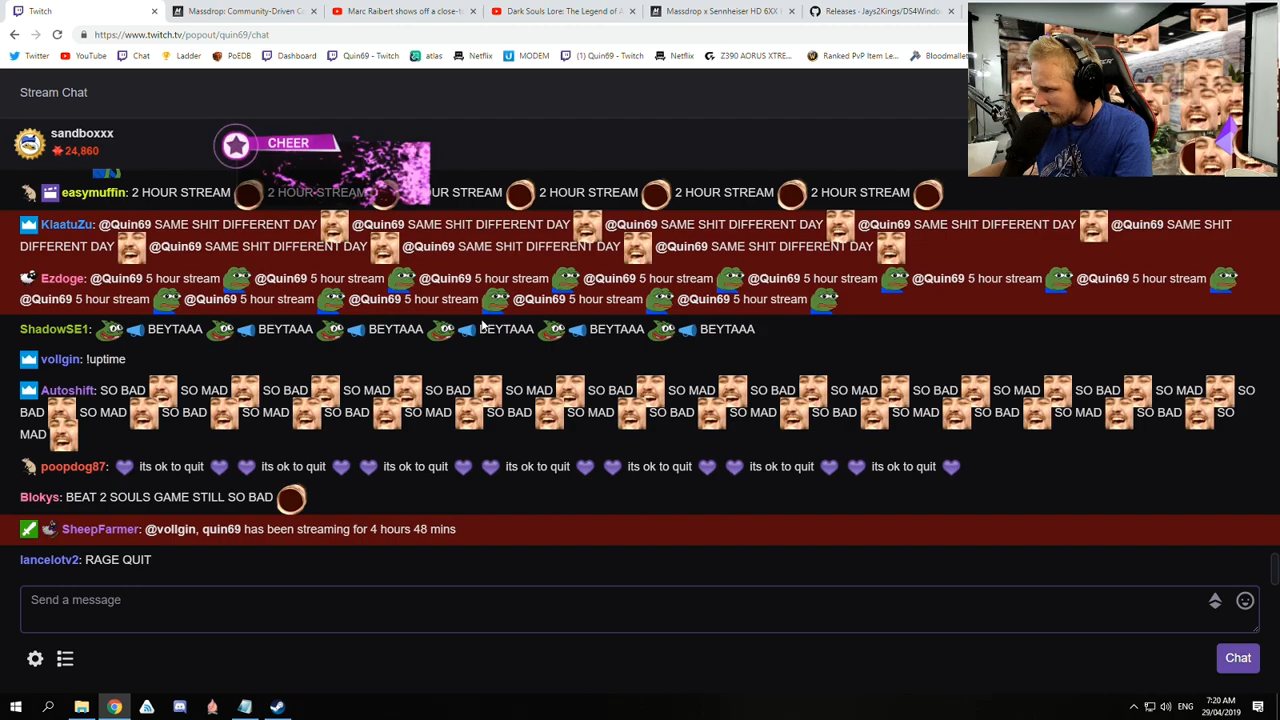 Twitch
Massdrop: Community-Driven C
Marc Raibert shows off a close-t
Dark Souls Lore: The Legend of A
Massdrop x Sennheiser HD 6XX H
Releases - Jays2Kings/DS4Windo
https://www.twitch.tv/popout/quin69/chat
Twitter
YouTube
Chat
Ladder
PoEDB
Dashboard
Quin69 - Twitch
atlas
Netflix
MODEM
(1) Quin69 - Twitch
Netflix
Z390 AORUS XTRE...
Ranked PvP Item Le...
Bloodmalle
Stream Chat
sandboxxx
24,860
CHEER
easymuffin: 2 HOUR STREAM 2 HOUR STREAM HOUR STREAM 2 HOUR STREAM 2 HOUR STREAM 2 HOUR STREAM
KlaatuZu: @Quin69 SAME SHIT DIFFERENT DAY @Quin69 SAME SHIT DIFFERENT DAY @Quin69 SAME SHIT DIFFERENT DAY @Quin69 SAME SHIT DIFFERENT DAY @Quin69 SAME SHIT
DIFFERENT DAY @Quin69 SAME SHIT DIFFERENT DAY @Quin69 SAME SHIT DIFFERENT DAY @Quin69 SAME SHIT DIFFERENT DAY
Ezdoge: @Quin69 5 hour stream @Quin69 5 hour stream @Quin69 5 hour stream @Quin69 5 hour stream @Quin69 5 hour stream @Quin69 5 hour stream @Quin69 5 hour stream
@Quin69 5 hour stream @Quin69 5 hour stream @Quin69 5 hour stream @Quin69 5 hour stream @Quin69 5 hour stream
ShadowSE1: BEYTAAA BEYTAAA BEYTAAA BEYTAAA BEYTAAA BEYTAAA
vollgin: !uptime
Autoshift: SO BAD SO MAD SO BAD SO MAD SO BAD SO MAD SO BAD SO MAD SO BAD SO MAD SO BAD SO MAD SO BAD SO MAD SO
BAD SO MAD SO BAD SO MAD SO BAD SO MAD SO BAD SO MAD SO BAD SO MAD SO BAD SO MAD SO BAD SO MAD SO BAD SO
MAD
poopdog87: its ok to quit its ok to quit its ok to quit its ok to quit its ok to quit its ok to quit its ok to quit
Blokys: BEAT 2 SOULS GAME STILL SO BAD
SheepFarmer: @vollgin, quin69 has been streaming for 4 hours 48 mins
lancelotv2: RAGE QUIT
Send a message
Chat
ENG
7:20 AM
29/04/2019